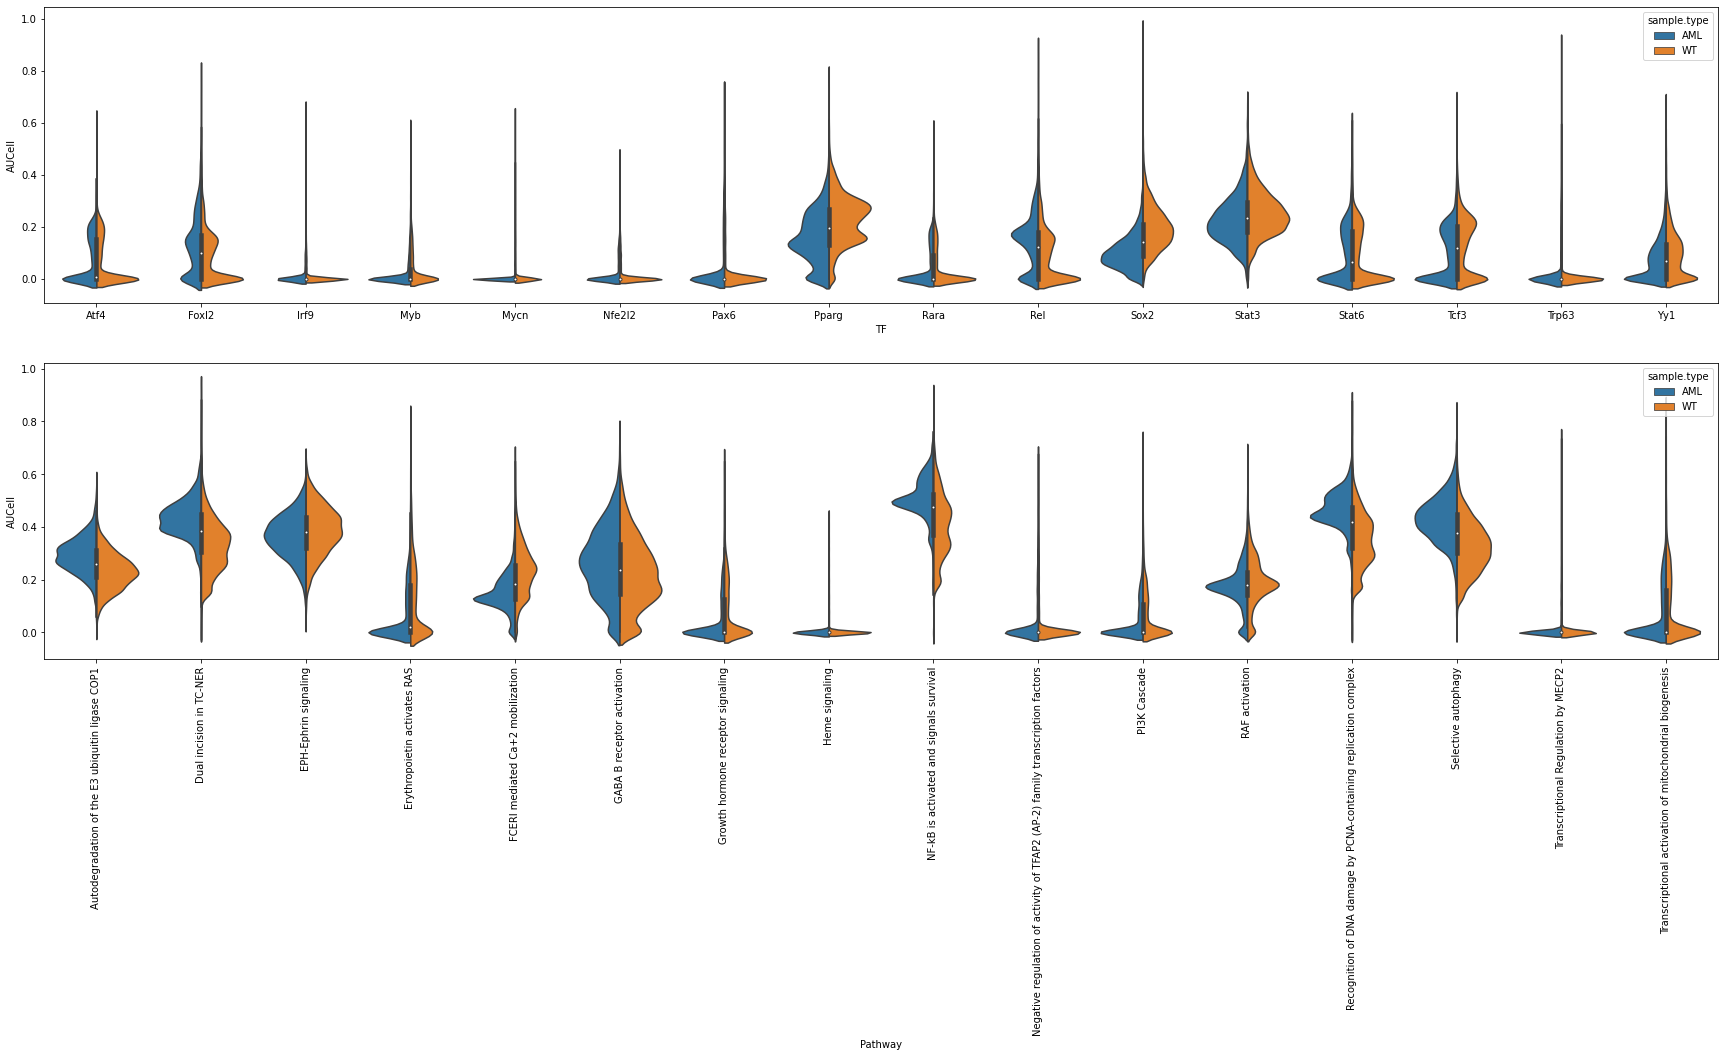 1.0
0.8
0.6
0.4
0.2
0.0
AUCell
sample.type
AML
WT
Atf4 Foxl2 Irf9 Myb Mycn Nfe2l2 Pax6 Pparg Rara Rel Sox2 Stat3 Stat6 Tcf3 Trp63 Yy1
TF
1.0
0.8
0.6
0.4
0.2
0.0
AUCell
sample.type
AML
WT
Autodegradation of the E3 ubiquitin ligase COP1
Dual incision in TC-NER
EPH-Ephrin signaling
Erythropoietin activates RAS
FCERI mediated Ca+2 mobilization
GABA B receptor activation
Growth hormone receptor signaling
Heme signaling
NF-kB is activated and signals survival
Negative regulation of activity of TFAP2 (AP-2) family transcription factors
PI3K Cascade
RAF activation
Recognition of DNA damage by PCNA-containing replication complex
Selective autophagy
Transcriptional Regulation by MECP2
Transcriptional activation of mitochondrial biogenesis
Pathway